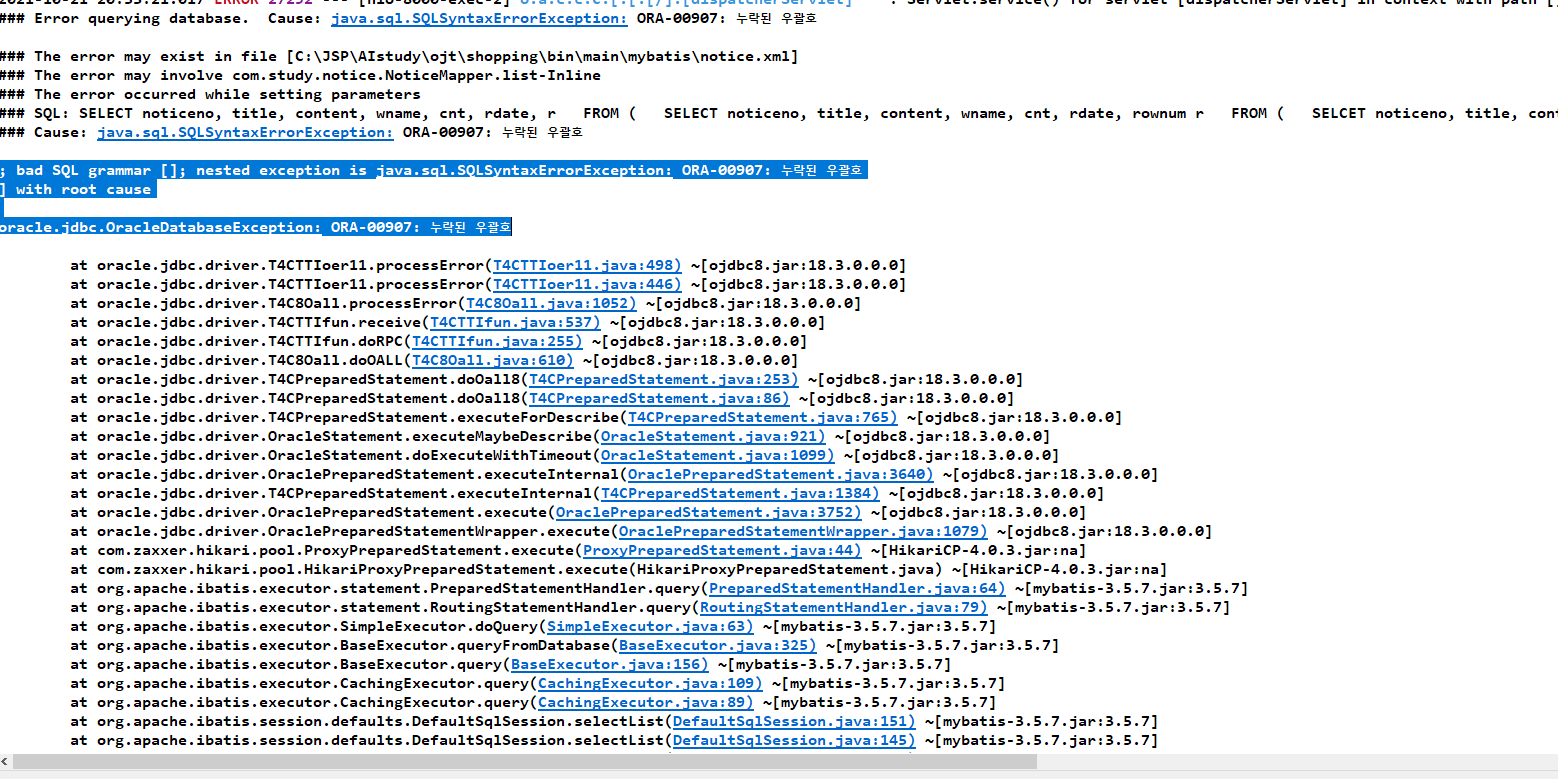 ### Error querying database.  Cause: java.sql.SQLSyntaxErrorException: ORA-00907: 누락된 우괄호
### The error may exist in file [C:\JSP\AIstudy\ojt\shopping\bin\main\mybatis\notice.xml]
### The error may involve com.study.notice.NoticeMapper.list-Inline
### The error occurred while setting parameters
### SQL: SELECT noticeno, title, content, wname, cnt, rdate, r   FROM (   SELECT noticeno, title, content, wname, cnt, rdate, rownum r   FROM (   SELCET noticeno, title, cont
### Cause: java.sql.SQLSyntaxErrorException: ORA-00907: 누락된 우괄호
; bad SQL grammar []; nested exception is java.sql.SQLSyntaxErrorException: ORA-00907: 누락된 우괄호
] with root cause
oracle.jdbc.OracleDatabaseException: ORA-00907: 누락된 우괄호
at oracle.jdbc.driver.T4CTTIoer11.processError(T4CTTIoer11.java:498) ~[ojdbc8.jar:18.3.0.0.0]
at oracle.jdbc.driver.T4CTTIoer11.processError(T4CTTIoer11.java:446) ~[ojdbc8.jar:18.3.0.0.0]
at oracle.jdbc.driver.T4C8Oall.processError(T4C8Oall.java:1052) ~[ojdbc8.jar:18.3.0.0.0]
at oracle.jdbc.driver.T4CTTIfun.receive(T4CTTIfun.java:537) ~[ojdbc8.jar:18.3.0.0.0]
at oracle.jdbc.driver.T4CTTIfun.doRPC(T4CTTIfun.java:255) ~[ojdbc8.jar:18.3.0.0.0]
at oracle.jdbc.driver.T4C8Oall.doOALL(T4C8Oall.java:610) ~[ojdbc8.jar:18.3.0.0.0]
at oracle.jdbc.driver.T4CPreparedStatement.doOall8(T4CPreparedStatement.java:253) ~[ojdbc8.jar:18.3.0.0.0]
at oracle.jdbc.driver.T4CPreparedStatement.doOall8(T4CPreparedStatement.java:86) ~[ojdbc8.jar:18.3.0.0.0]
at oracle.jdbc.driver.T4CPreparedStatement.executeForDescribe(T4CPreparedStatement.java:765) ~[ojdbc8.jar:18.3.0.0.0]
at oracle.jdbc.driver.OracleStatement.executeMaybeDescribe(OracleStatement.java:921) ~[ojdbc8.jar:18.3.0.0.0]
at oracle.jdbc.driver.OracleStatement.doExecuteWithTimeout(OracleStatement.java:1099) ~[ojdbc8.jar:18.3.0.0.0]
at oracle.jdbc.driver.OraclePreparedStatement.executeInternal(OraclePreparedStatement.java:3640) ~[ojdbc8.jar:18.3.0.0.0]
at oracle.jdbc.driver.T4CPreparedStatement.executeInternal(T4CPreparedStatement.java:1384) ~[ojdbc8.jar:18.3.0.0.0]
at oracle.jdbc.driver.OraclePreparedStatement.execute(OraclePreparedStatement.java:3752) ~[ojdbc8.jar:18.3.0.0.0]
at oracle.jdbc.driver.OraclePreparedStatementWrapper.execute(OraclePreparedStatementWrapper.java:1079) ~[ojdbc8.jar:18.3.0.0.0]
at com.zaxxer.hikari.pool.ProxyPreparedStatement.execute(ProxyPreparedStatement.java:44) ~[HikariCP-4.0.3.jar:na]
at com.zaxxer.hikari.pool.HikariProxyPreparedStatement.execute(HikariProxyPreparedStatement.java) ~[HikariCP-4.0.3.jar:na]
at org.apache.ibatis.executor.statement.PreparedStatementHandler.query(PreparedStatementHandler.java:64) ~[mybatis-3.5.7.jar:3.5.7]
at org.apache.ibatis.executor.statement.RoutingStatementHandler.query(RoutingStatementHandler.java:79) ~[mybatis-3.5.7.jar:3.5.7]
at org.apache.ibatis.executor.SimpleExecutor.doQuery(SimpleExecutor.java:63) ~[mybatis-3.5.7.jar:3.5.7]
at org.apache.ibatis.executor.BaseExecutor.queryFromDatabase(BaseExecutor.java:325) ~[mybatis-3.5.7.jar:3.5.7]
at org.apache.ibatis.executor.BaseExecutor.query(BaseExecutor.java:156) ~[mybatis-3.5.7.jar:3.5.7]
at org.apache.ibatis.executor.CachingExecutor.query(CachingExecutor.java:109) ~[mybatis-3.5.7.jar:3.5.7]
at org.apache.ibatis.executor.CachingExecutor.query(CachingExecutor.java:89) ~[mybatis-3.5.7.jar:3.5.7]
at org.apache.ibatis.session.defaults.DefaultSqlSession.selectList(DefaultSqlSession.java:151) ~[mybatis-3.5.7.jar:3.5.7]
at org.apache.ibatis.session.defaults.DefaultSqlSession.selectList(DefaultSqlSession.java:145) ~[mybatis-3.5.7.jar:3.5.7]